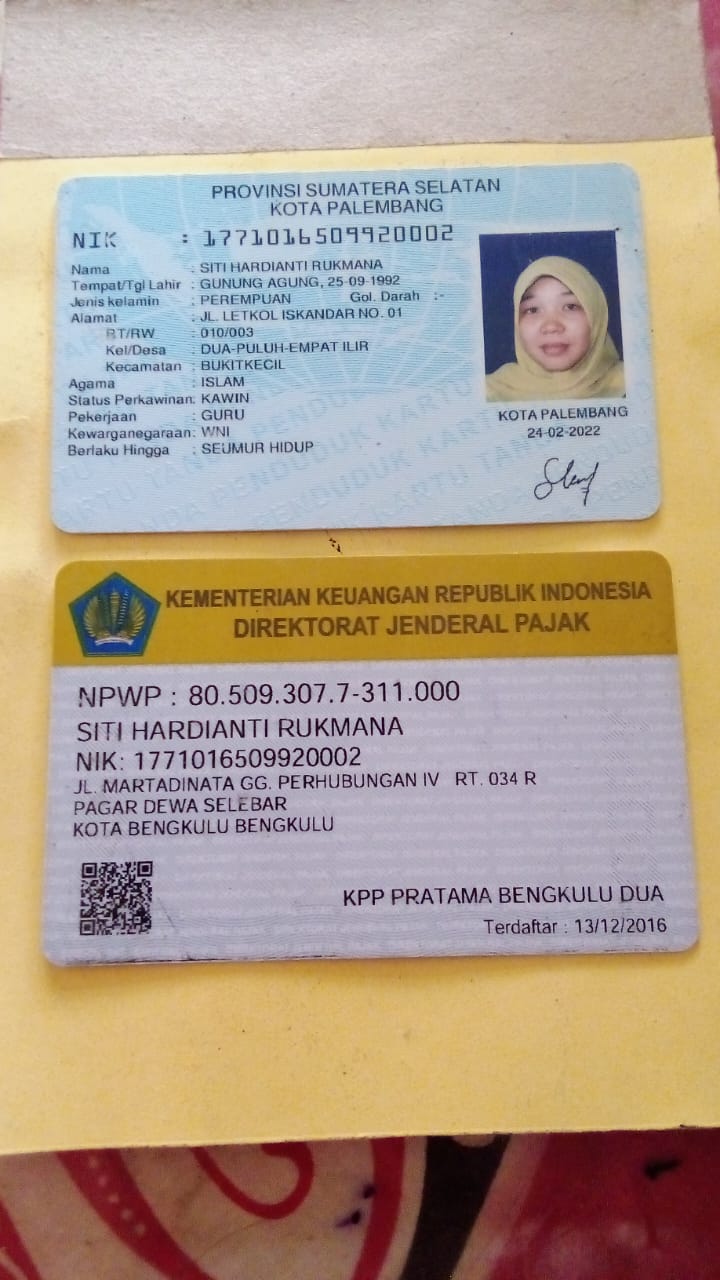 PROVINSI SUMATERA SELATAN
KOTA PALEMBANG
NIK : 1771016509920002
Nama : SITI HARDIANTI RUKMANA
Tempat/Tgl Lahir : GUNUNG AGUNG, 25-09-1992
Jenis kelamin : PEREMPUAN Gol. Darah :-
Alamat : JL. LETKOL ISKANDAR NO. 01
RT/RW : 010/003
Kel/Desa : DUA-PULUH-EMPAT ILIR
Kecamatan : BUKITKECIL
Agama : ISLAM
Status Perkawinan: KAWIN
Pekerjaan : GURU
Kewarganegaraan: WNI
Berlaku Hingga : SEUMUR HIDUP
KOTA PALEMBANG
24-02-2022
KEMENTERIAN KEUANGAN REPUBLIK INDONESIA
DIREKTORAT JENDERAL PAJAK
NPWP : 80.509.307.7-311.000
SITI HARDIANTI RUKMANA
NIK: 1771016509920002
JL. MARTADINATA GG. PERHUBUNGAN IV RT. 034 R
PAGAR DEWA SELEBAR
KOTA BENGKULU BENGKULU
KPP PRATAMA BENGKULU DUA
Terdaftar : 13/12/2016